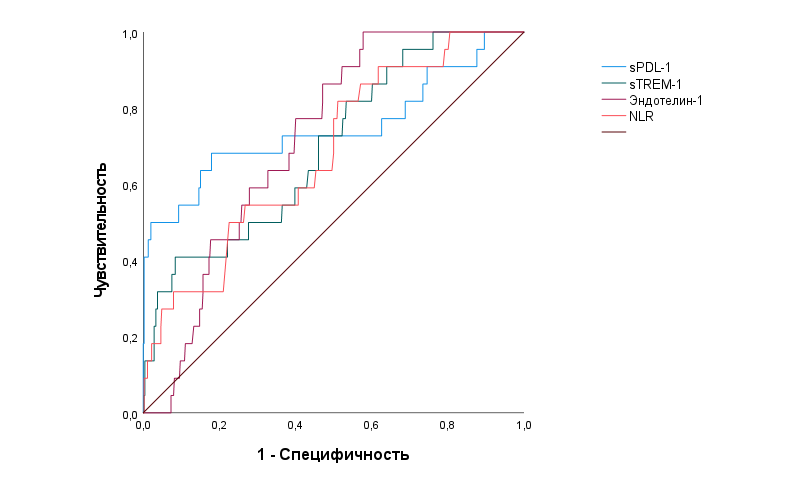 1,0
0,8
0,6
0,4
0,2
0,0
Чувствительность
0,0 0,2 0,4 0,6 0,8 1,0
1 - Специфичность
sPDL-1
sTREM-1
Эндотелин-1
NLR